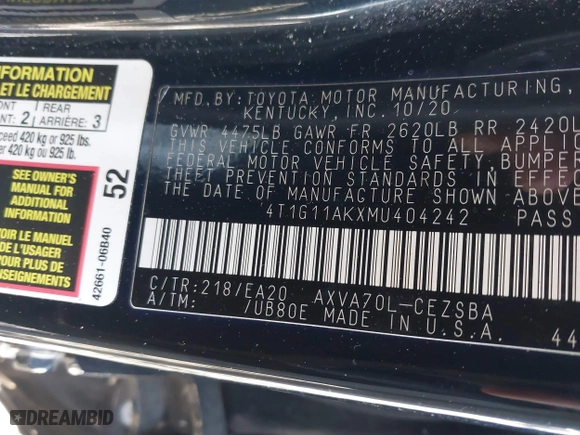 INFORMATION
ET LE CHARGEMENT
REAR
2 ARRIÈRE: 3
420 kg or 925 lbs.
420 kg ou 925 lb.
SEE OWNER'S
MANUAL FOR
ADDITIONAL
INFORMATION
VOIR LE MANUEL
DE L'USAGER
POUR PLUS DE
RENSEIGNEMENTS
52
42661-06B40
MFD. BY: TOYOTA MOTOR MANUFACTURING,
KENTUCKY, INC. 10/20
GVWR 4475LB GAWR FR 2620LB RR 2420L
THIS VEHICLE CONFORMS TO ALL
FEDERAL MOTOR VEHICLE SAFETY, BUMPER
THEFT PREVENTION STANDARDS IN
THE DATE OF MANUFACTURE SHOWN ABOVE
4T1G11AKXMU404242 PASS
C/TR:218/EA20 AXVA70L-CEZSBA
A/TM: /UB80E MADE IN U.S.A. 44
DREAMBID